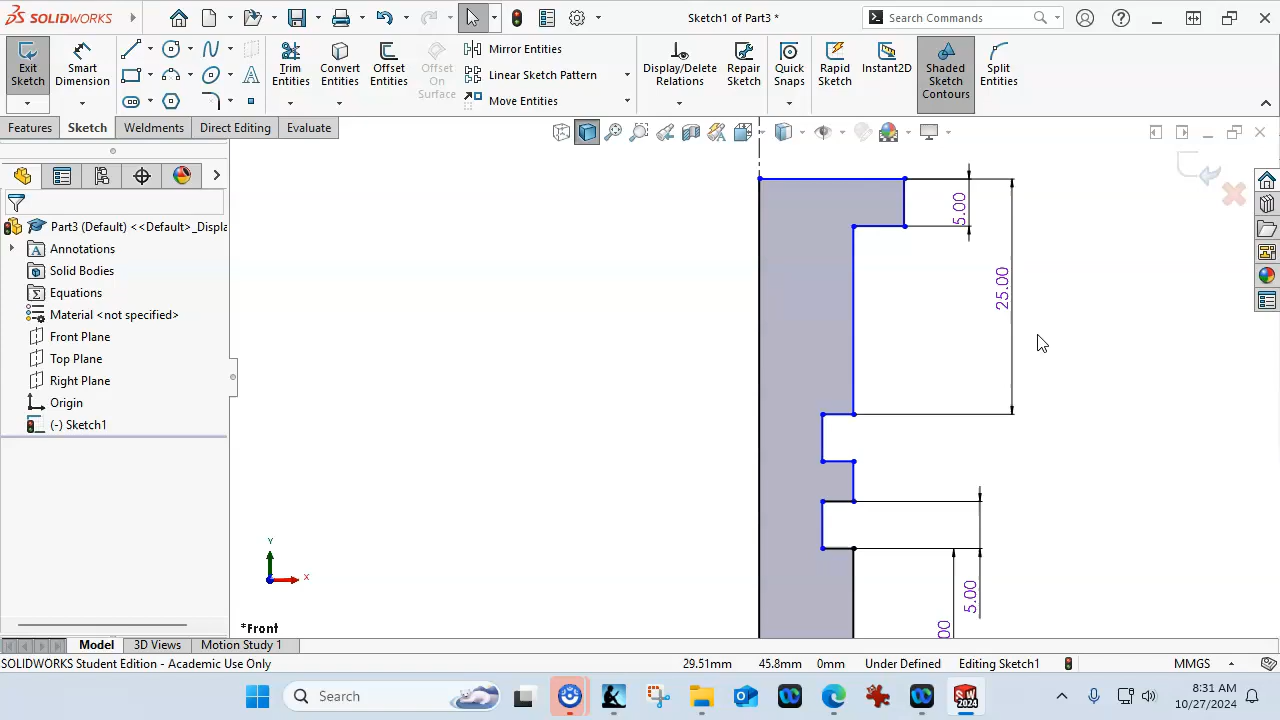 SOLIDWORKS
Sketch1 of Part3 *
Search Commands
Exit Sketch
Smart Dimension
Trim Entities
Convert Entities
Offset Entities
Offset On Surface
Mirror Entities
Linear Sketch Pattern
Move Entities
Display/Delete Relations
Repair Sketch
Quick Snaps
Rapid Sketch
Instant2D
Shaded Sketch Contours
Split Entities
Features
Sketch
Weldments
Direct Editing
Evaluate
Part3 (Default) <<Default>_Displa
Annotations
Solid Bodies
Equations
Material <not specified>
Front Plane
Top Plane
Right Plane
Origin
(-) Sketch1
5.00
25.00
5.00
00
Y
X
*Front
Model
3D Views
Motion Study 1
SOLIDWORKS Student Edition - Academic Use Only
29.51mm
45.8mm
0mm
Under Defined
Editing Sketch1
MMGS
Search
SW
2024
8:31 AM
10/27/2024